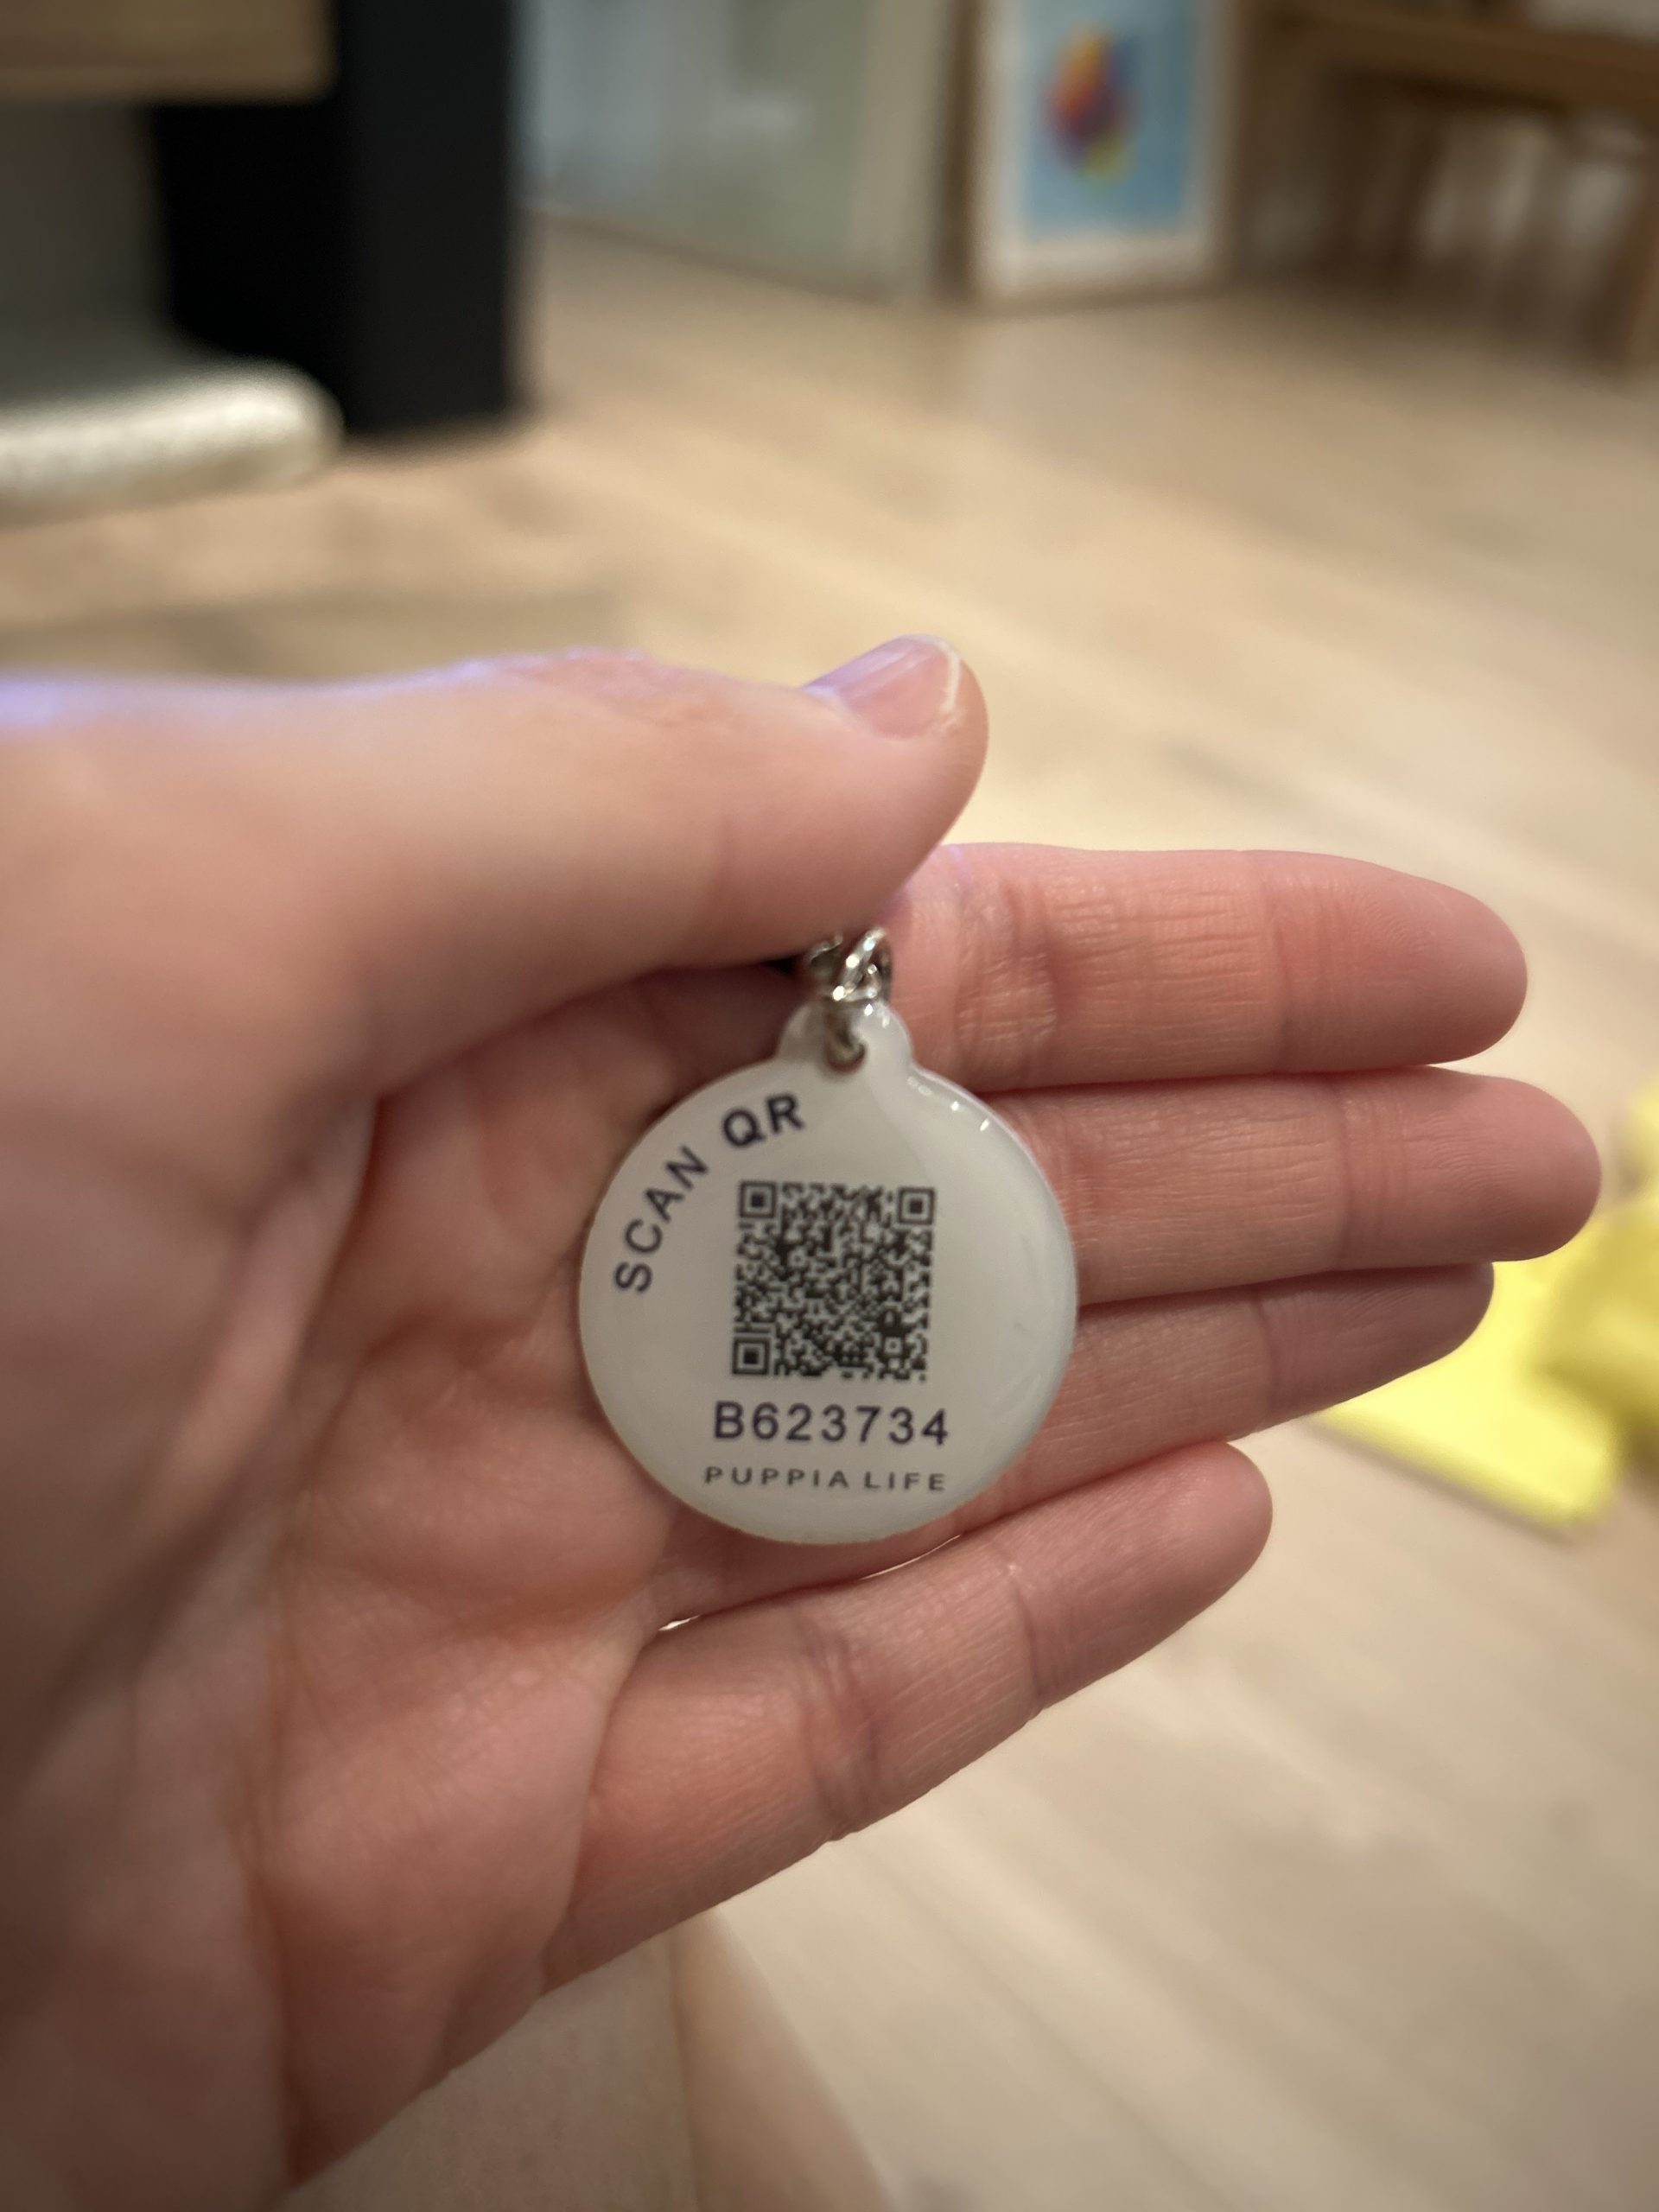 SCAN QR
B623734
PUPPIA LIFE